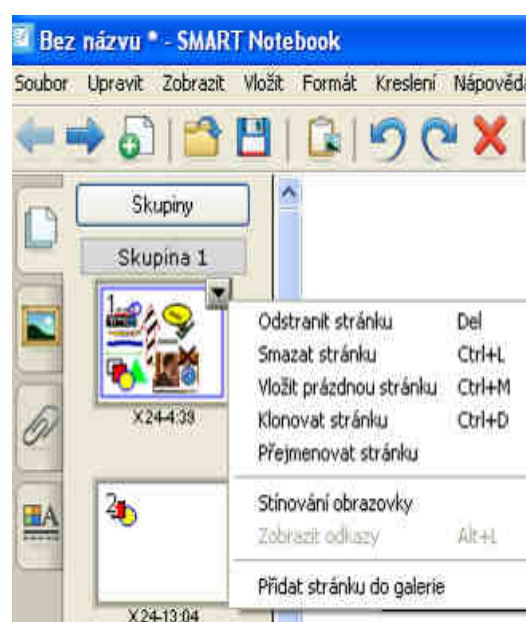 Bez názvu * - SMART Notebook
Soubor Upravit Zobrazit Vložit Formát Kreslení Nápověda
Skupiny
Skupina 1
1
X24-4:39
Odstranit stránku Del
Smazat stránku Ctrl+L
Vložit prázdnou stránku Ctrl+M
Klonovat stránku Ctrl+D
Přejmenovat stránku
Stínování obrazovky
Zobrazit odkazy Alt+L
Přidat stránku do galerie
2
X24-13:04